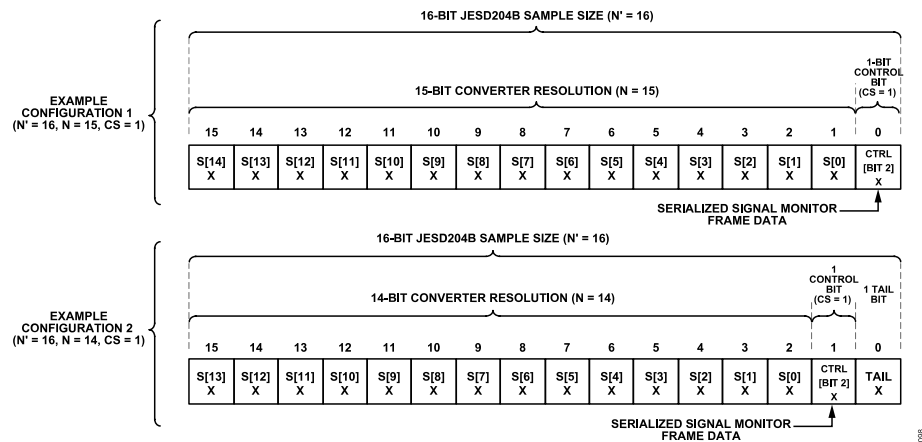 16-BIT JESD204B SAMPLE SIZE (N' = 16)
1-BIT
CONTROL
BIT
(CS = 1)
15-BIT CONVERTER RESOLUTION (N = 15)
EXAMPLE
CONFIGURATION 1
(N' = 16, N = 15, CS = 1)
15 14 13 12 11 10 9 8 7 6 5 4 3 2 1 0
S[14] S[13] S[12] S[11] S[10] S[9] S[8] S[7] S[6] S[5] S[4] S[3] S[2] S[1] S[0] CTRL
[BIT 2]
X X X X X X X X X X X X X X X X
SERIALIZED SIGNAL MONITOR
FRAME DATA
16-BIT JESD204B SAMPLE SIZE (N' = 16)
1
CONTROL
BIT
(CS = 1)
1 TAIL
BIT
14-BIT CONVERTER RESOLUTION (N = 14)
EXAMPLE
CONFIGURATION 2
(N' = 16, N = 14, CS = 1)
15 14 13 12 11 10 9 8 7 6 5 4 3 2 1 0
S[13] S[12] S[11] S[10] S[9] S[8] S[7] S[6] S[5] S[4] S[3] S[2] S[1] S[0] CTRL TAIL
[BIT 2]
X X X X X X X X X X X X X X X X
SERIALIZED SIGNAL MONITOR
FRAME DATA